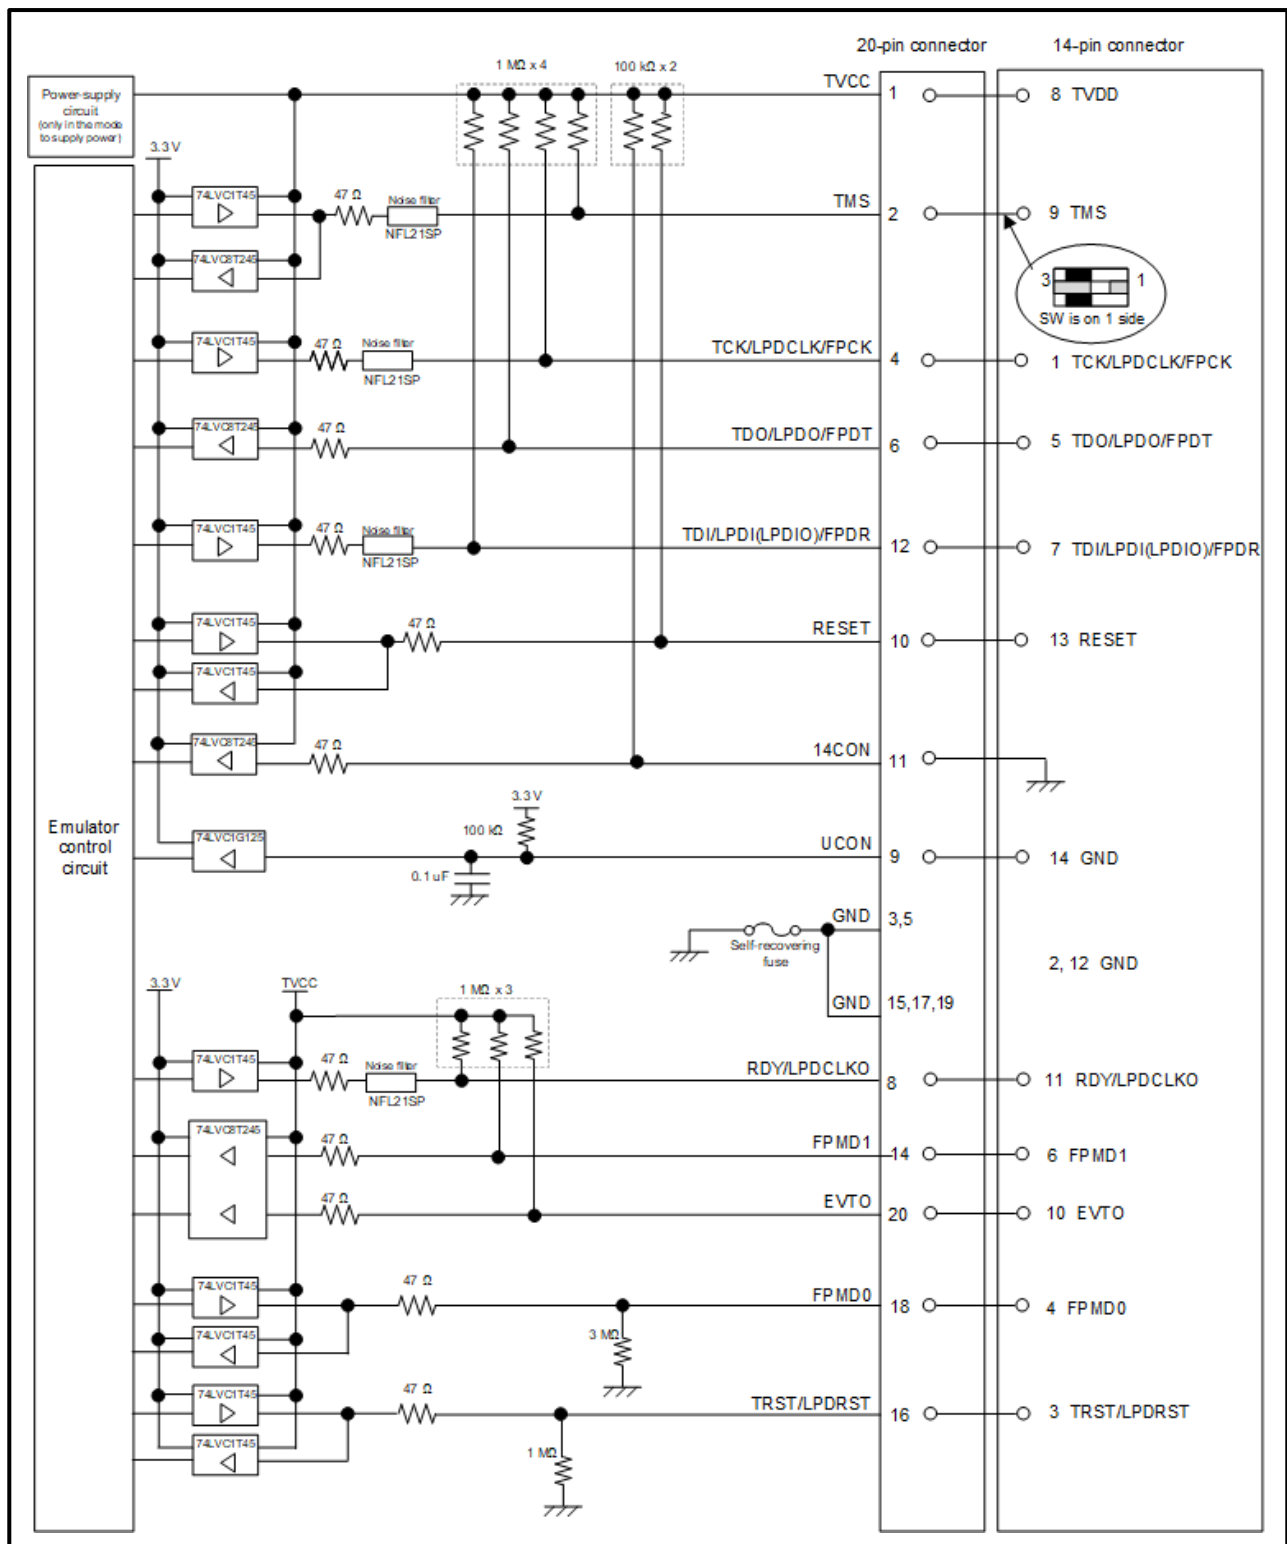 20-pin connector 14-pin connector
1 MΩ x 4 100 kΩ x 2
TVCC 1 8 TVDD
Power-supply
circuit
(only in the mode
to supply power)
3.3 V
74LVC1T45 47 Ω Noise filter
NFL21SP
TMS 2 9 TMS
74LVC8T245
3 1
SW is on 1 side
74LVC1T45 47 Ω Noise filter
NFL21SP
TCK/LPDCLK/FPCK 4 1 TCK/LPDCLK/FPCK
74LVC8T245 47 Ω
TDO/LPDO/FPDT 6 5 TDO/LPDO/FPDT
74LVC1T45 47 Ω Noise filter
NFL21SP
TDI/LPDI(LPDIO)/FPDR 12 7 TDI/LPDI(LPDIO)/FPDR
74LVC1T45 47 Ω
RESET 10 13 RESET
74LVC1T45
74LVC8T245 47 Ω
14CON 11
3.3 V
Emulator
control
circuit
74LVC1G125 100 kΩ
UCON 9 14 GND
0.1 uF
GND 3,5
Self-recovering
fuse
2, 12 GND
GND 15,17,19
3.3 V TVCC 1 MΩ x 3
74LVC1T45 47 Ω Noise filter
NFL21SP
RDY/LPDCLKO 8 11 RDY/LPDCLKO
74LVC8T245 47 Ω
FPMD1 14 6 FPMD1
47 Ω
EVTO 20 10 EVTO
74LVC1T45 47 Ω
FPMD0 18 4 FPMD0
74LVC1T45 3 MΩ
74LVC1T45 47 Ω
TRST/LPDRST 16 3 TRST/LPDRST
74LVC1T45 1 MΩ